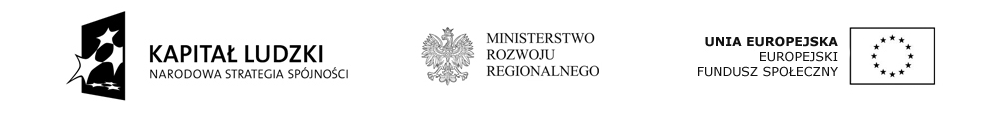 KAPITAŁ LUDZKI
NARODOWA STRATEGIA SPÓJNOŚCI
MINISTERSTWO
ROZWOJU
REGIONALNEGO
UNIA EUROPEJSKA
EUROPEJSKI
FUNDUSZ SPOŁECZNY